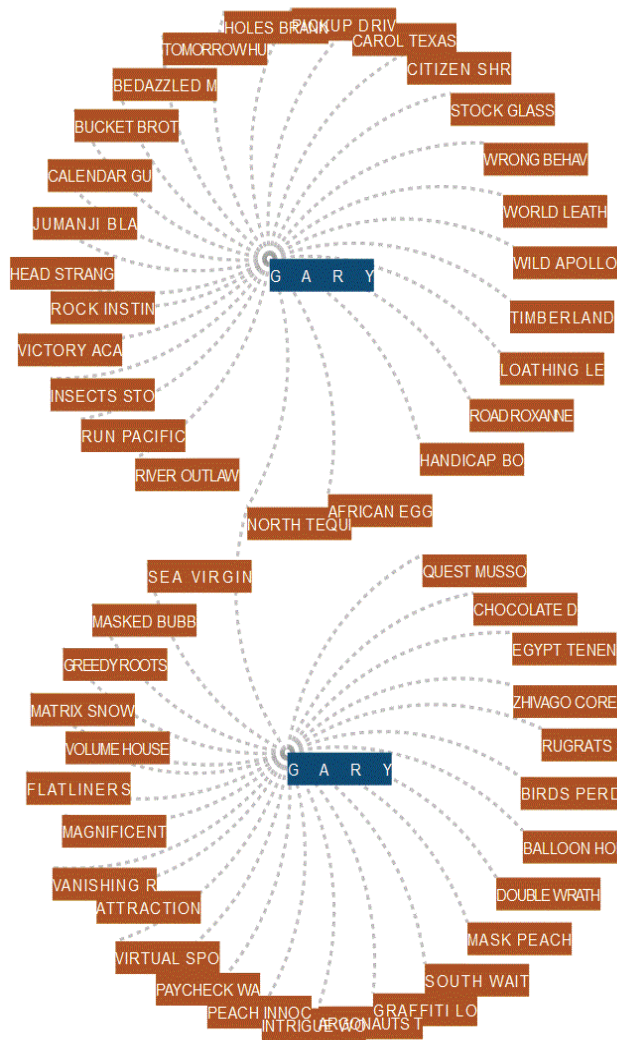 HOLES BRANN
PICKUP DRIV
TOMORROW HU
CAROL TEXAS
CITIZEN SHR
BEDAZZLED M
STOCK GLASS
BUCKET BROT
WRONG BEHAV
CALENDAR GU
WORLD LEATH
JUMANJI BLA
WILD APOLLO
HEAD STRANG
G A R Y
ROCK INSTIN
TIMBERLAND
VICTORY ACA
LOATHING LE
INSECTS STO
ROAD ROXANNE
RUN PACIFIC
HANDICAP BO
RIVER OUTLAW
AFRICAN EGG
NORTH TEQUI
QUEST MUSSO
SEA VIRGIN
CHOCOLATE D
MASKED BUBB
EGYPT TENEN
GREEDY ROOTS
ZHIVAGO CORE
MATRIX SNOW
RUGRATS
VOLUME HOUSE
G A R Y
FLATLINERS
BIRDS PERD
MAGNIFICENT
BALLOON HO
VANISHING R
DOUBLE WRATH
ATTRACTION
MASK PEACH
VIRTUAL SPO
SOUTH WAIT
PAYCHECK WA
PEACH INNOC
GRAFFITI LO
INTRIGUE WO
ARGONAUTS T